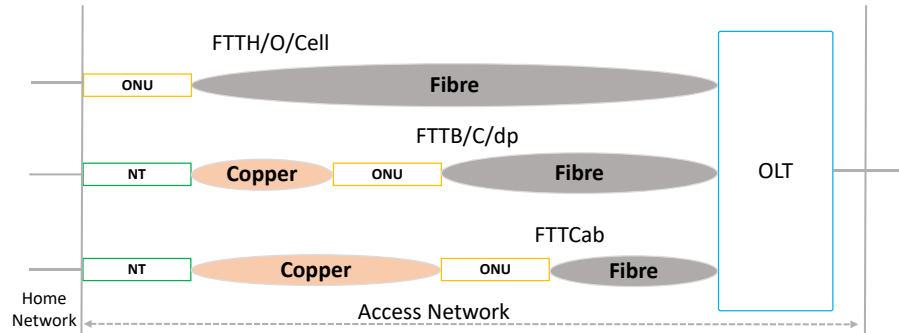 FTTH/O/Cell
ONU
Fibre
FTTB/C/dp
NT
Copper
ONU
Fibre
OLT
FTTCab
NT
Copper
ONU
Fibre
Home
Network
Access Network